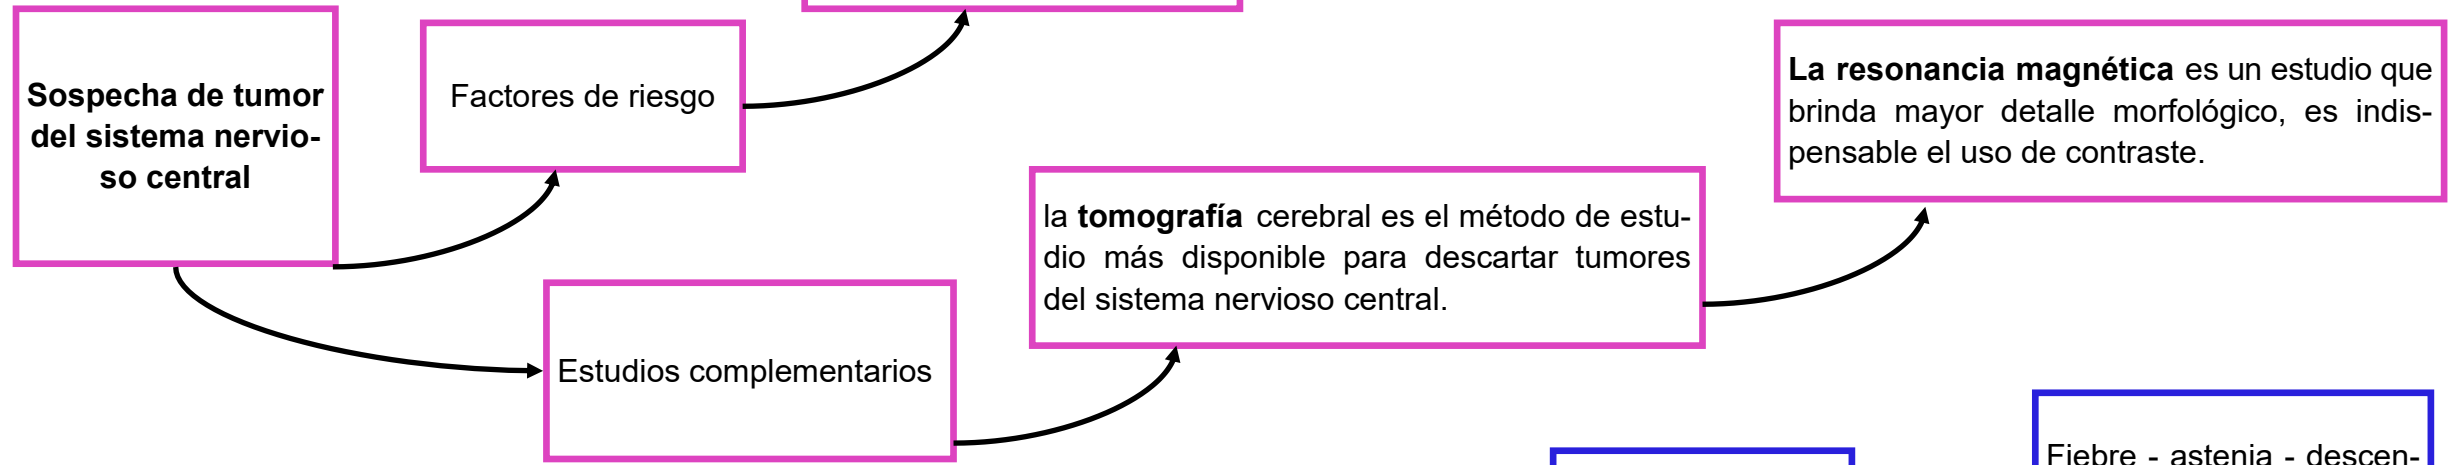 Sospecha de tumor
del sistema nervio-
so central
Factores de riesgo
La resonancia magnética es un estudio que
brinda mayor detalle morfológico, es indis-
pensable el uso de contraste.
la tomografía cerebral es el método de estu-
dio más disponible para descartar tumores
del sistema nervioso central.
Estudios complementarios
Fiebre - astenia - descen-